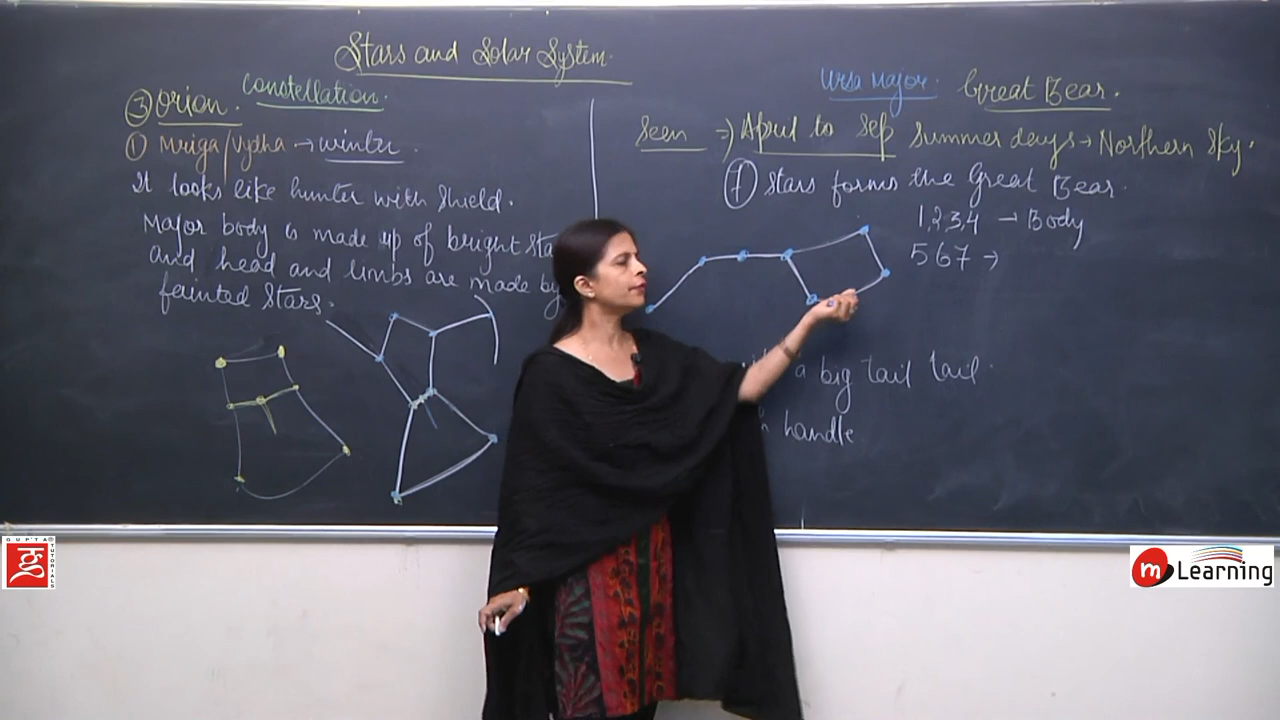 Stars and Solar System.
Constellation.
③ Orion.
① Mriga/Vydha → winter.
It looks like hunter with Shield.
Major body is made up of bright Sta
And head and limbs are made by
fainted Stars.
Ursa Major. Great Bear.
Seen → April to Sep Summer days → Northern Sky.
⑦ Stars forms the Great Bear.
1,2,3,4 → Body
5 6 7 →
a big tail tail.
handle
GUPTA TUTORIALS
m Learning